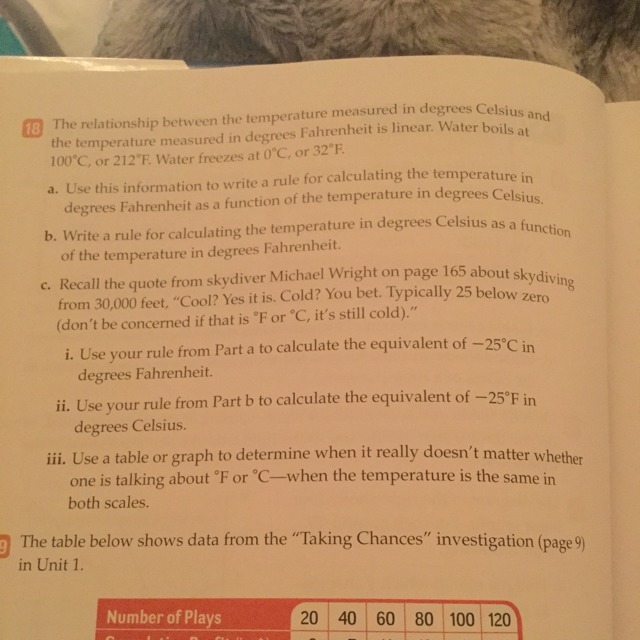 18 The relationship between the temperature measured in degrees Celsius and
the temperature measured in degrees Fahrenheit is linear. Water boils at
100°C, or 212°F. Water freezes at 0°C, or 32°F.
a. Use this information to write a rule for calculating the temperature in
degrees Fahrenheit as a function of the temperature in degrees Celsius.
b. Write a rule for calculating the temperature in degrees Celsius as a function
of the temperature in degrees Fahrenheit.
c. Recall the quote from skydiver Michael Wright on page 165 about skydiving
from 30,000 feet, “Cool? Yes it is. Cold? You bet. Typically 25 below zero
(don’t be concerned if that is °F or °C, it’s still cold).”
i. Use your rule from Part a to calculate the equivalent of −25°C in
degrees Fahrenheit.
ii. Use your rule from Part b to calculate the equivalent of −25°F in
degrees Celsius.
iii. Use a table or graph to determine when it really doesn’t matter whether
one is talking about °F or °C—when the temperature is the same in
both scales.
9 The table below shows data from the “Taking Chances” investigation (page 9)
in Unit 1.
Number of Plays 20 40 60 80 100 120